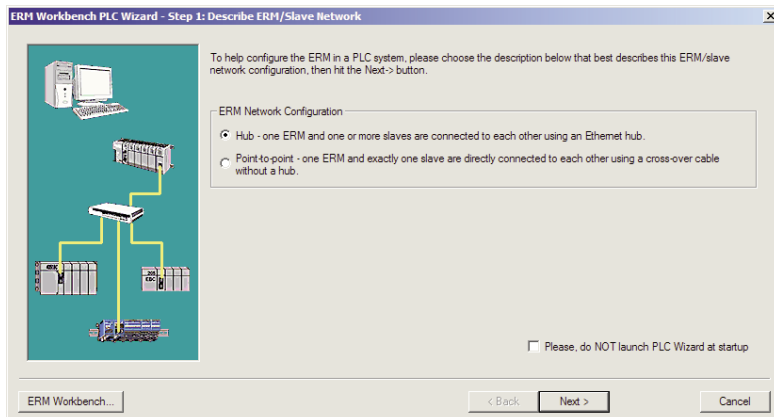 ERM Workbench PLC Wizard - Step 1: Describe ERM/Slave Network
To help configure the ERM in a PLC system, please choose the description below that best describes this ERM/slave
network configuration, then hit the Next-> button.
ERM Network Configuration
Hub - one ERM and one or more slaves are connected to each other using an Ethernet hub.
Point-to-point - one ERM and exactly one slave are directly connected to each other using a cross-over cable
without a hub.
Please, do NOT launch PLC Wizard at startup
ERM Workbench...
< Back
Next >
Cancel